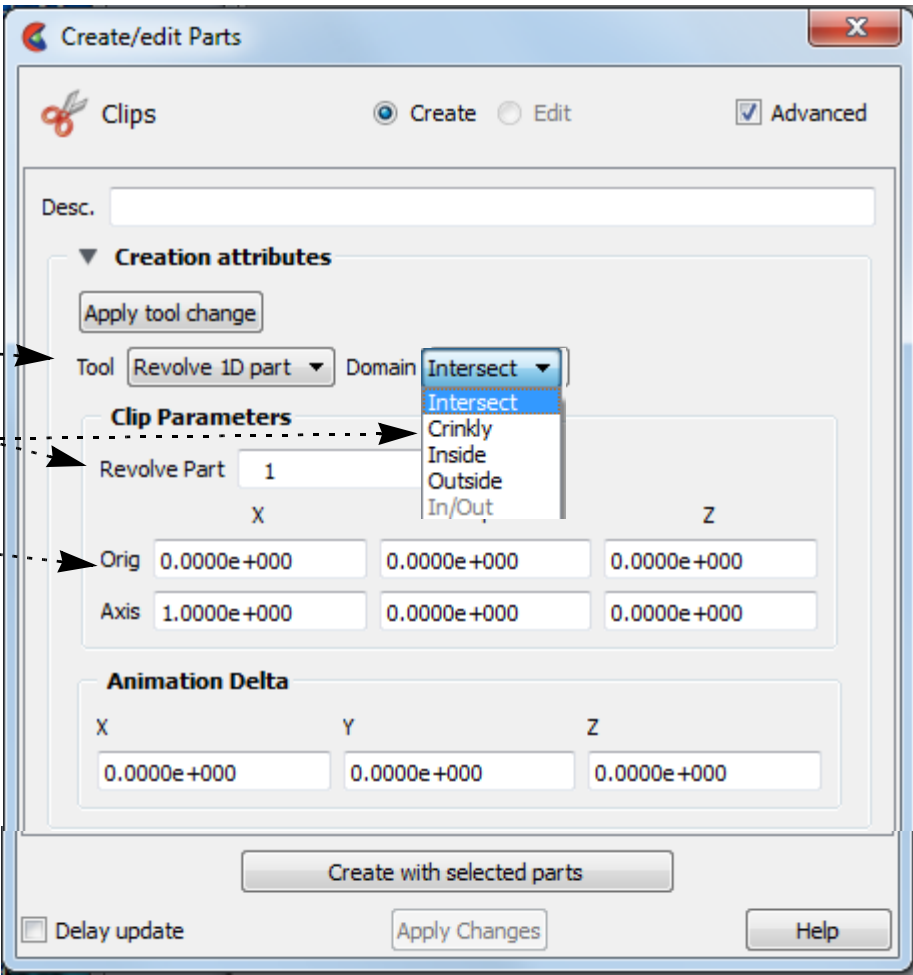 Create/edit Parts
Clips Create Edit Advanced
Desc.
Creation attributes
Apply tool change
Tool Revolve 1D part Domain Intersect
Intersect
Clip Parameters
Crinkly
Revolve Part 1
Inside
Outside
In/Out
X Z
Orig 0.0000e+000 0.0000e+000 0.0000e+000
Axis 1.0000e+000 0.0000e+000 0.0000e+000
Animation Delta
X Y Z
0.0000e+000 0.0000e+000 0.0000e+000
Create with selected parts
Delay update Apply Changes Help